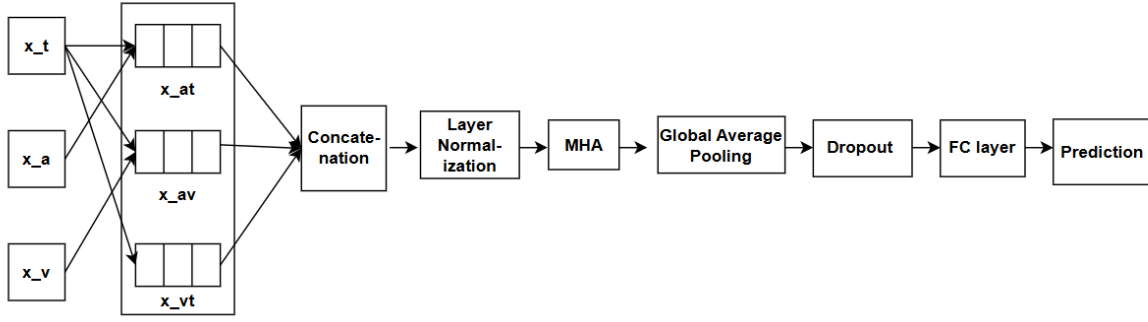 x_t
x_a
x_v
x_at
x_av
x_vt
Concate-
nation
Layer
Normal-
ization
MHA
Global Average
Pooling
Dropout
FC layer
Prediction